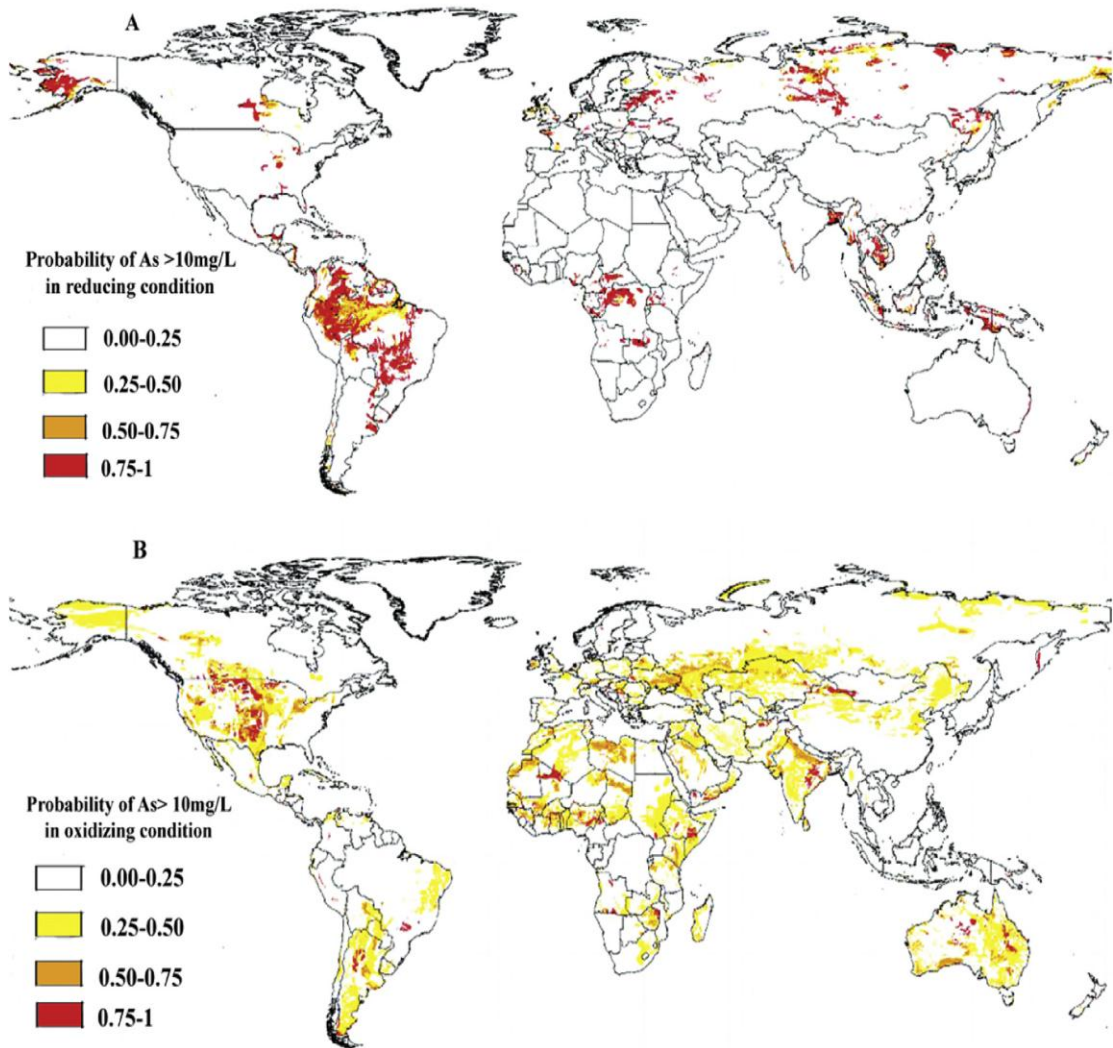 A
Probability of As >10mg/L
in reducing condition
0.00-0.25
0.25-0.50
0.50-0.75
0.75-1
B
Probability of As> 10mg/L
in oxidizing condition
0.00-0.25
0.25-0.50
0.50-0.75
0.75-1